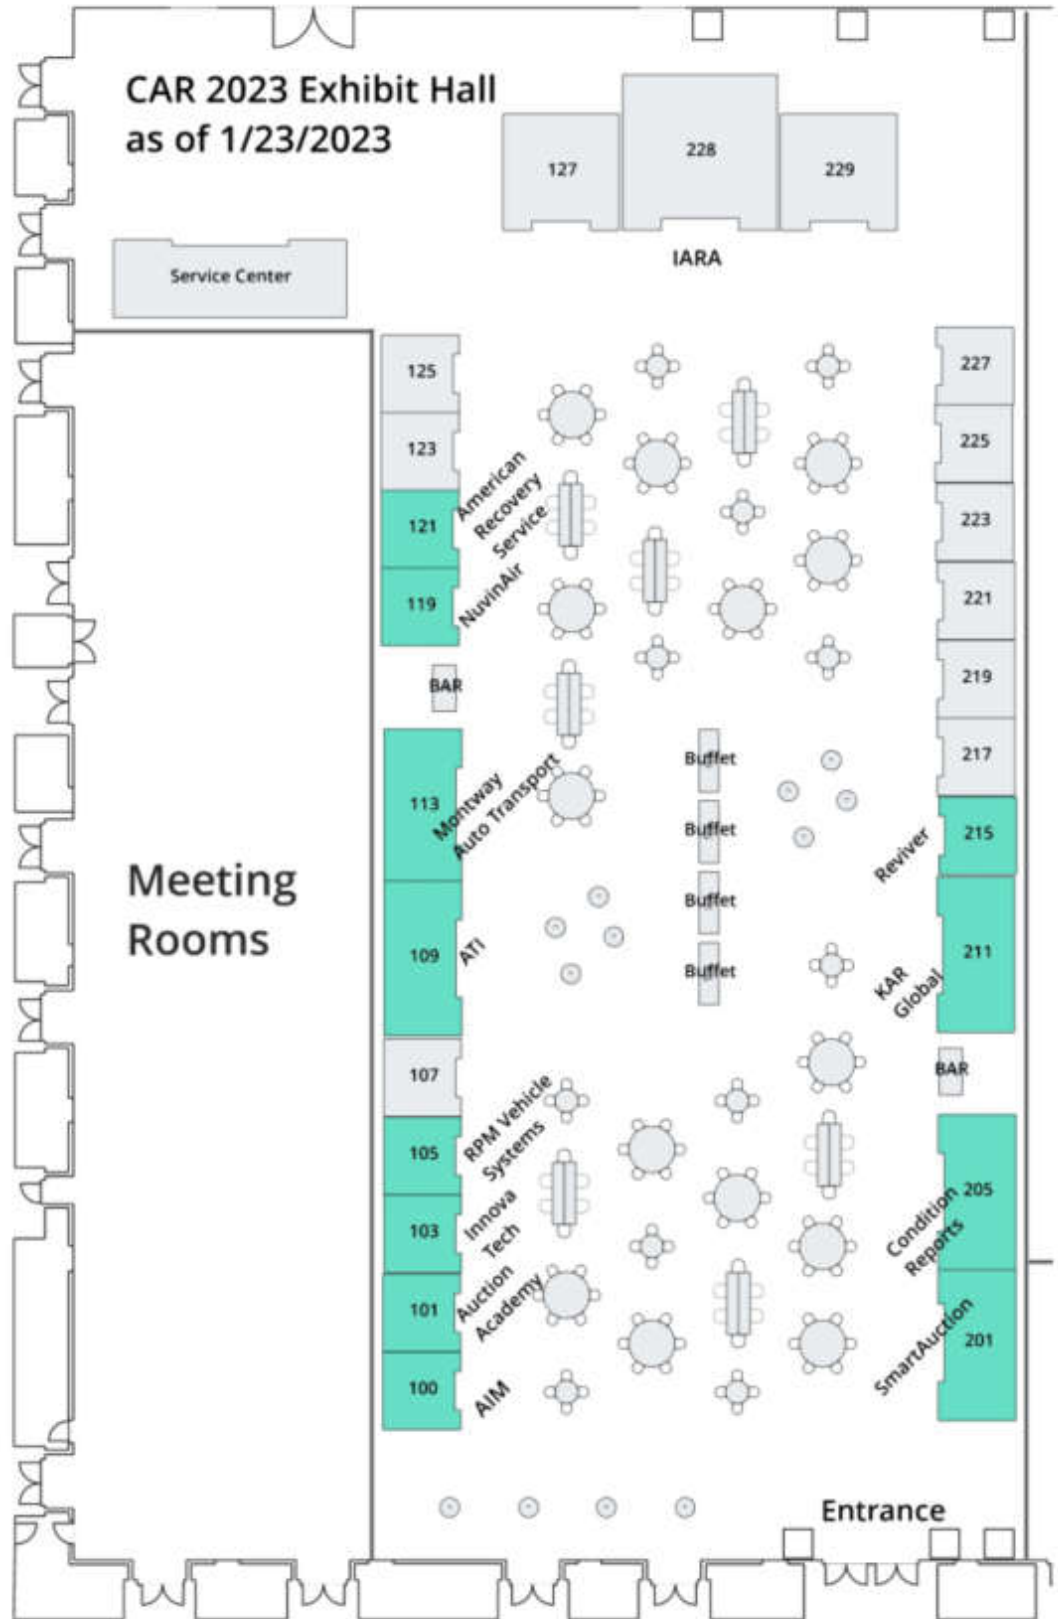 CAR 2023 Exhibit Hall
as of 1/23/2023
127
228
229
IARA
Service Center
125
123
121
American
Recovery
Service
119
NuvinAir
BAR
113
Montway
Auto Transport
109
ATI
107
105
RPM Vehicle
Systems
103
Innova
Tech
101
Auction
Academy
100
AIM
Meeting
Rooms
Buffet
Buffet
Buffet
Buffet
227
225
223
221
219
217
215
Reviver
211
KAR
Global
BAR
205
Condition
Reports
201
SmartAuction
Entrance